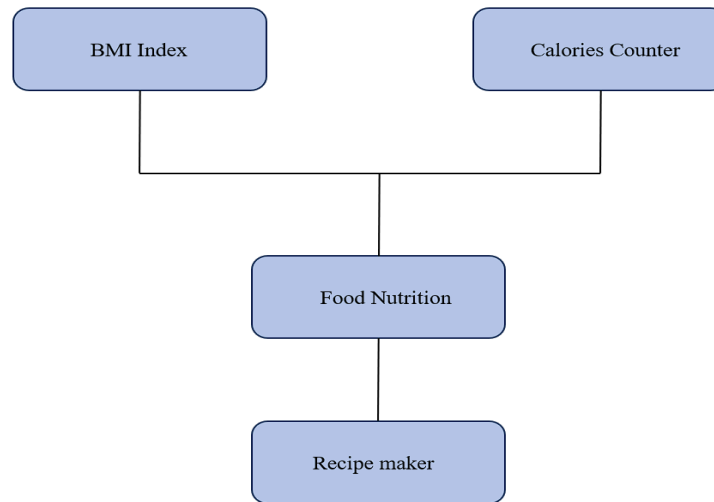 BMI Index
Calories Counter
Food Nutrition
Recipe maker